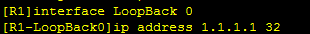 [R1]interface LoopBack 0
[R1-LoopBack0]ip address 1.1.1.1 32